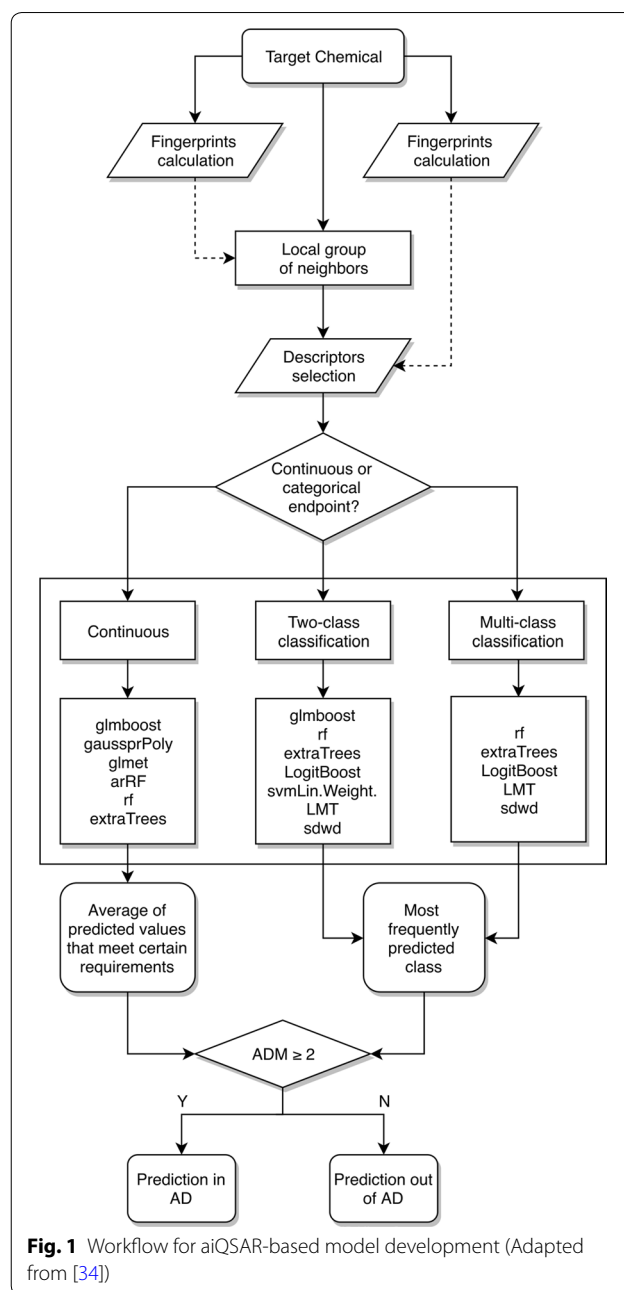 Target Chemical
Fingerprints
calculation
Fingerprints
calculation
Local group
of neighbors
Descriptors
selection
Continuous or
categorical
endpoint?
Continuous
Two-class
classification
Multi-class
classification
glmboost
gaussprPoly
glmet
arRF
rf
extraTrees
glmboost
rf
extraTrees
LogitBoost
svmLin.Weight.
LMT
sdwd
rf
extraTrees
LogitBoost
LMT
sdwd
Average of
predicted values
that meet certain
requirements
Most
frequently
predicted
class
ADM ≥ 2
Y
N
Prediction in
AD
Prediction out
of AD
Fig. 1 Workflow for aiQSAR-based model development (Adapted
from [34])